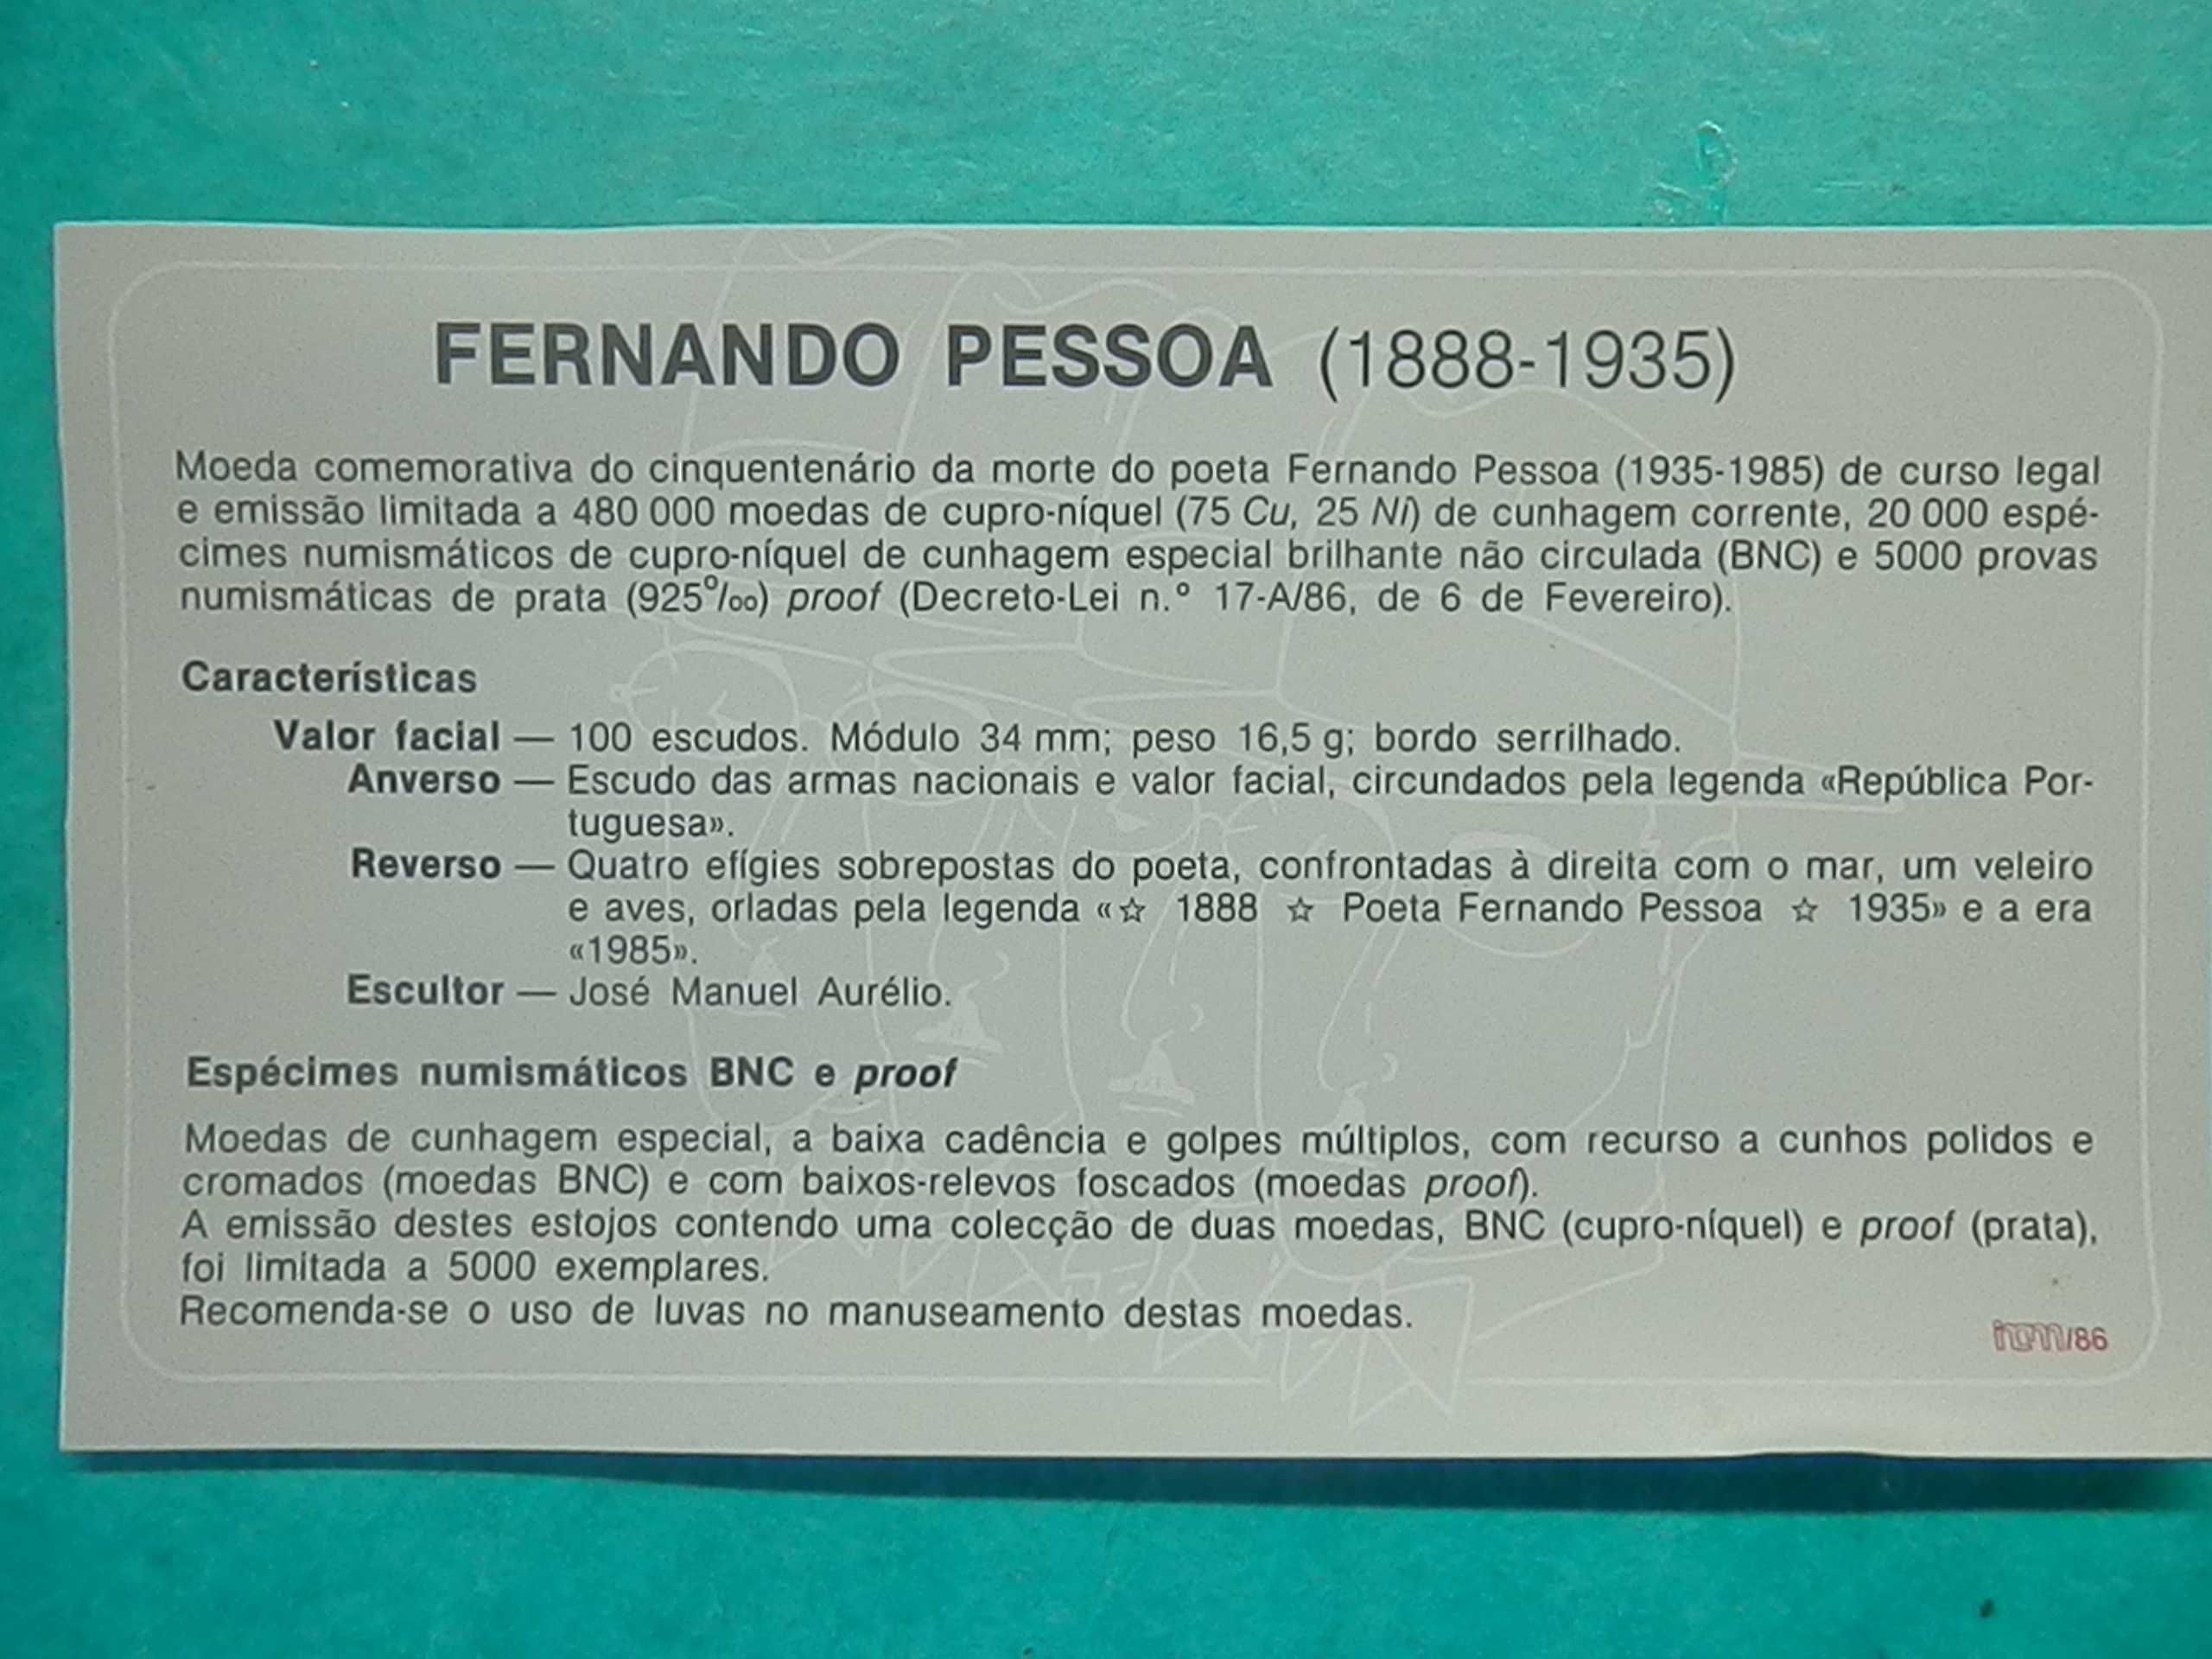 FERNANDO PESSOA (1888-1935)
Moeda comemorativa do cinquentenário da morte do poeta Fernando Pessoa (1935-1985) de curso legal
e emissão limitada a 480 000 moedas de cupro-níquel (75 Cu, 25 Ni) de cunhagem corrente, 20 000 espé-
cimes numismáticos de cupro-níquel de cunhagem especial brilhante não circulada (BNC) e 5000 provas
numismáticas de prata (925‰) proof (Decreto-Lei n.º 17-A/86, de 6 de Fevereiro).
Características
Valor facial — 100 escudos. Módulo 34 mm; peso 16,5 g; bordo serrilhado.
Anverso — Escudo das armas nacionais e valor facial, circundados pela legenda «República Por-
tuguesa».
Reverso — Quatro efígies sobrepostas do poeta, confrontadas à direita com o mar, um veleiro
e aves, orladas pela legenda «☆ 1888 ☆ Poeta Fernando Pessoa ☆ 1935» e a era
«1985».
Escultor — José Manuel Aurélio.
Espécimes numismáticos BNC e proof
Moedas de cunhagem especial, a baixa cadência e golpes múltiplos, com recurso a cunhos polidos e
cromados (moedas BNC) e com baixos-relevos foscados (moedas proof).
A emissão destes estojos contendo uma colecção de duas moedas, BNC (cupro-níquel) e proof (prata),
foi limitada a 5000 exemplares.
Recomenda-se o uso de luvas no manuseamento destas moedas.
incm/86